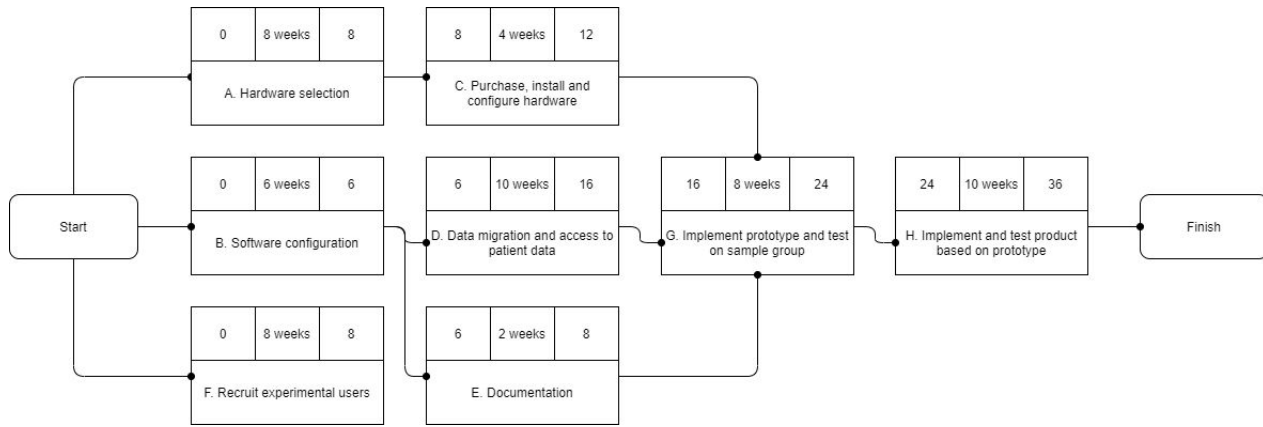 0 8 weeks 8
A. Hardware selection
8 4 weeks 12
C. Purchase, install and
configure hardware
Start
0 6 weeks 6
B. Software configuration
6 10 weeks 16
D. Data migration and access to
patient data
16 8 weeks 24
G. Implement prototype and test
on sample group
24 10 weeks 36
H. Implement and test product
based on prototype
Finish
0 8 weeks 8
F. Recruit experimental users
6 2 weeks 8
E. Documentation